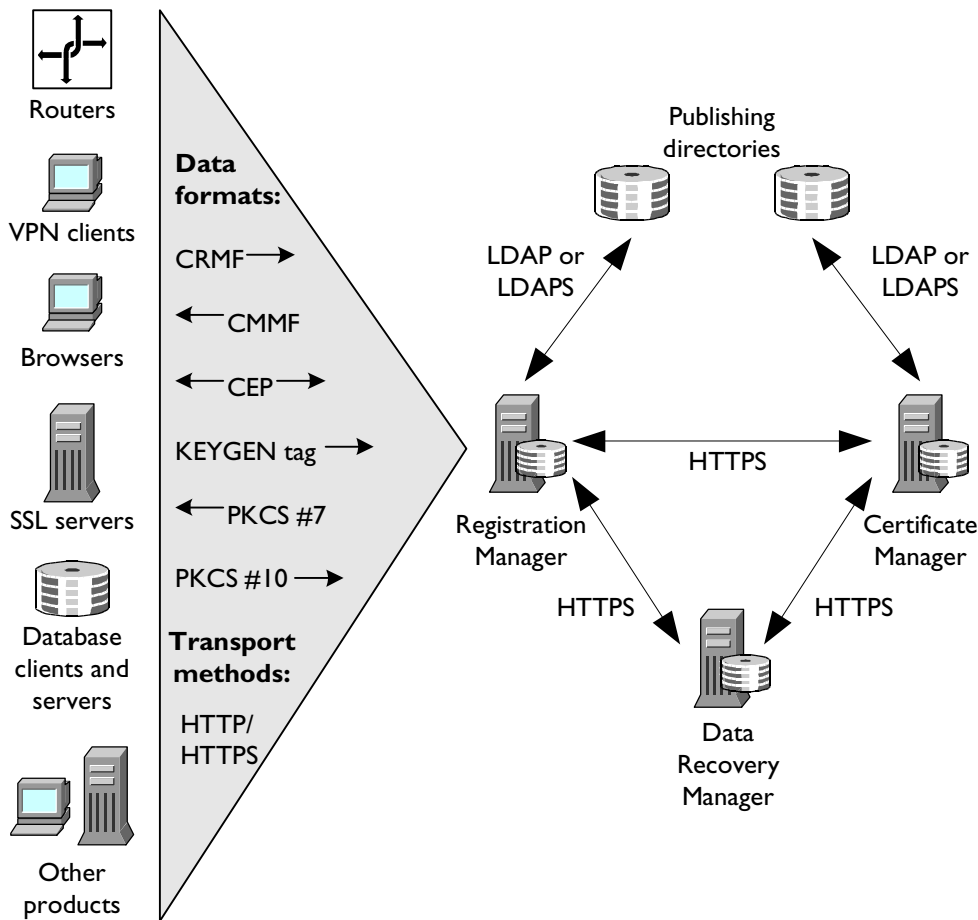 Routers
VPN clients
Browsers
SSL servers
Database
clients and
servers
Other
products
Data
formats:
CRMF
CMMF
CEP
KEYGEN tag
PKCS #7
PKCS #10
Transport
methods:
HTTP/
HTTPS
Publishing
directories
LDAP or
LDAPS
LDAP or
LDAPS
HTTPS
Registration
Manager
Certificate
Manager
HTTPS
HTTPS
Data
Recovery
Manager